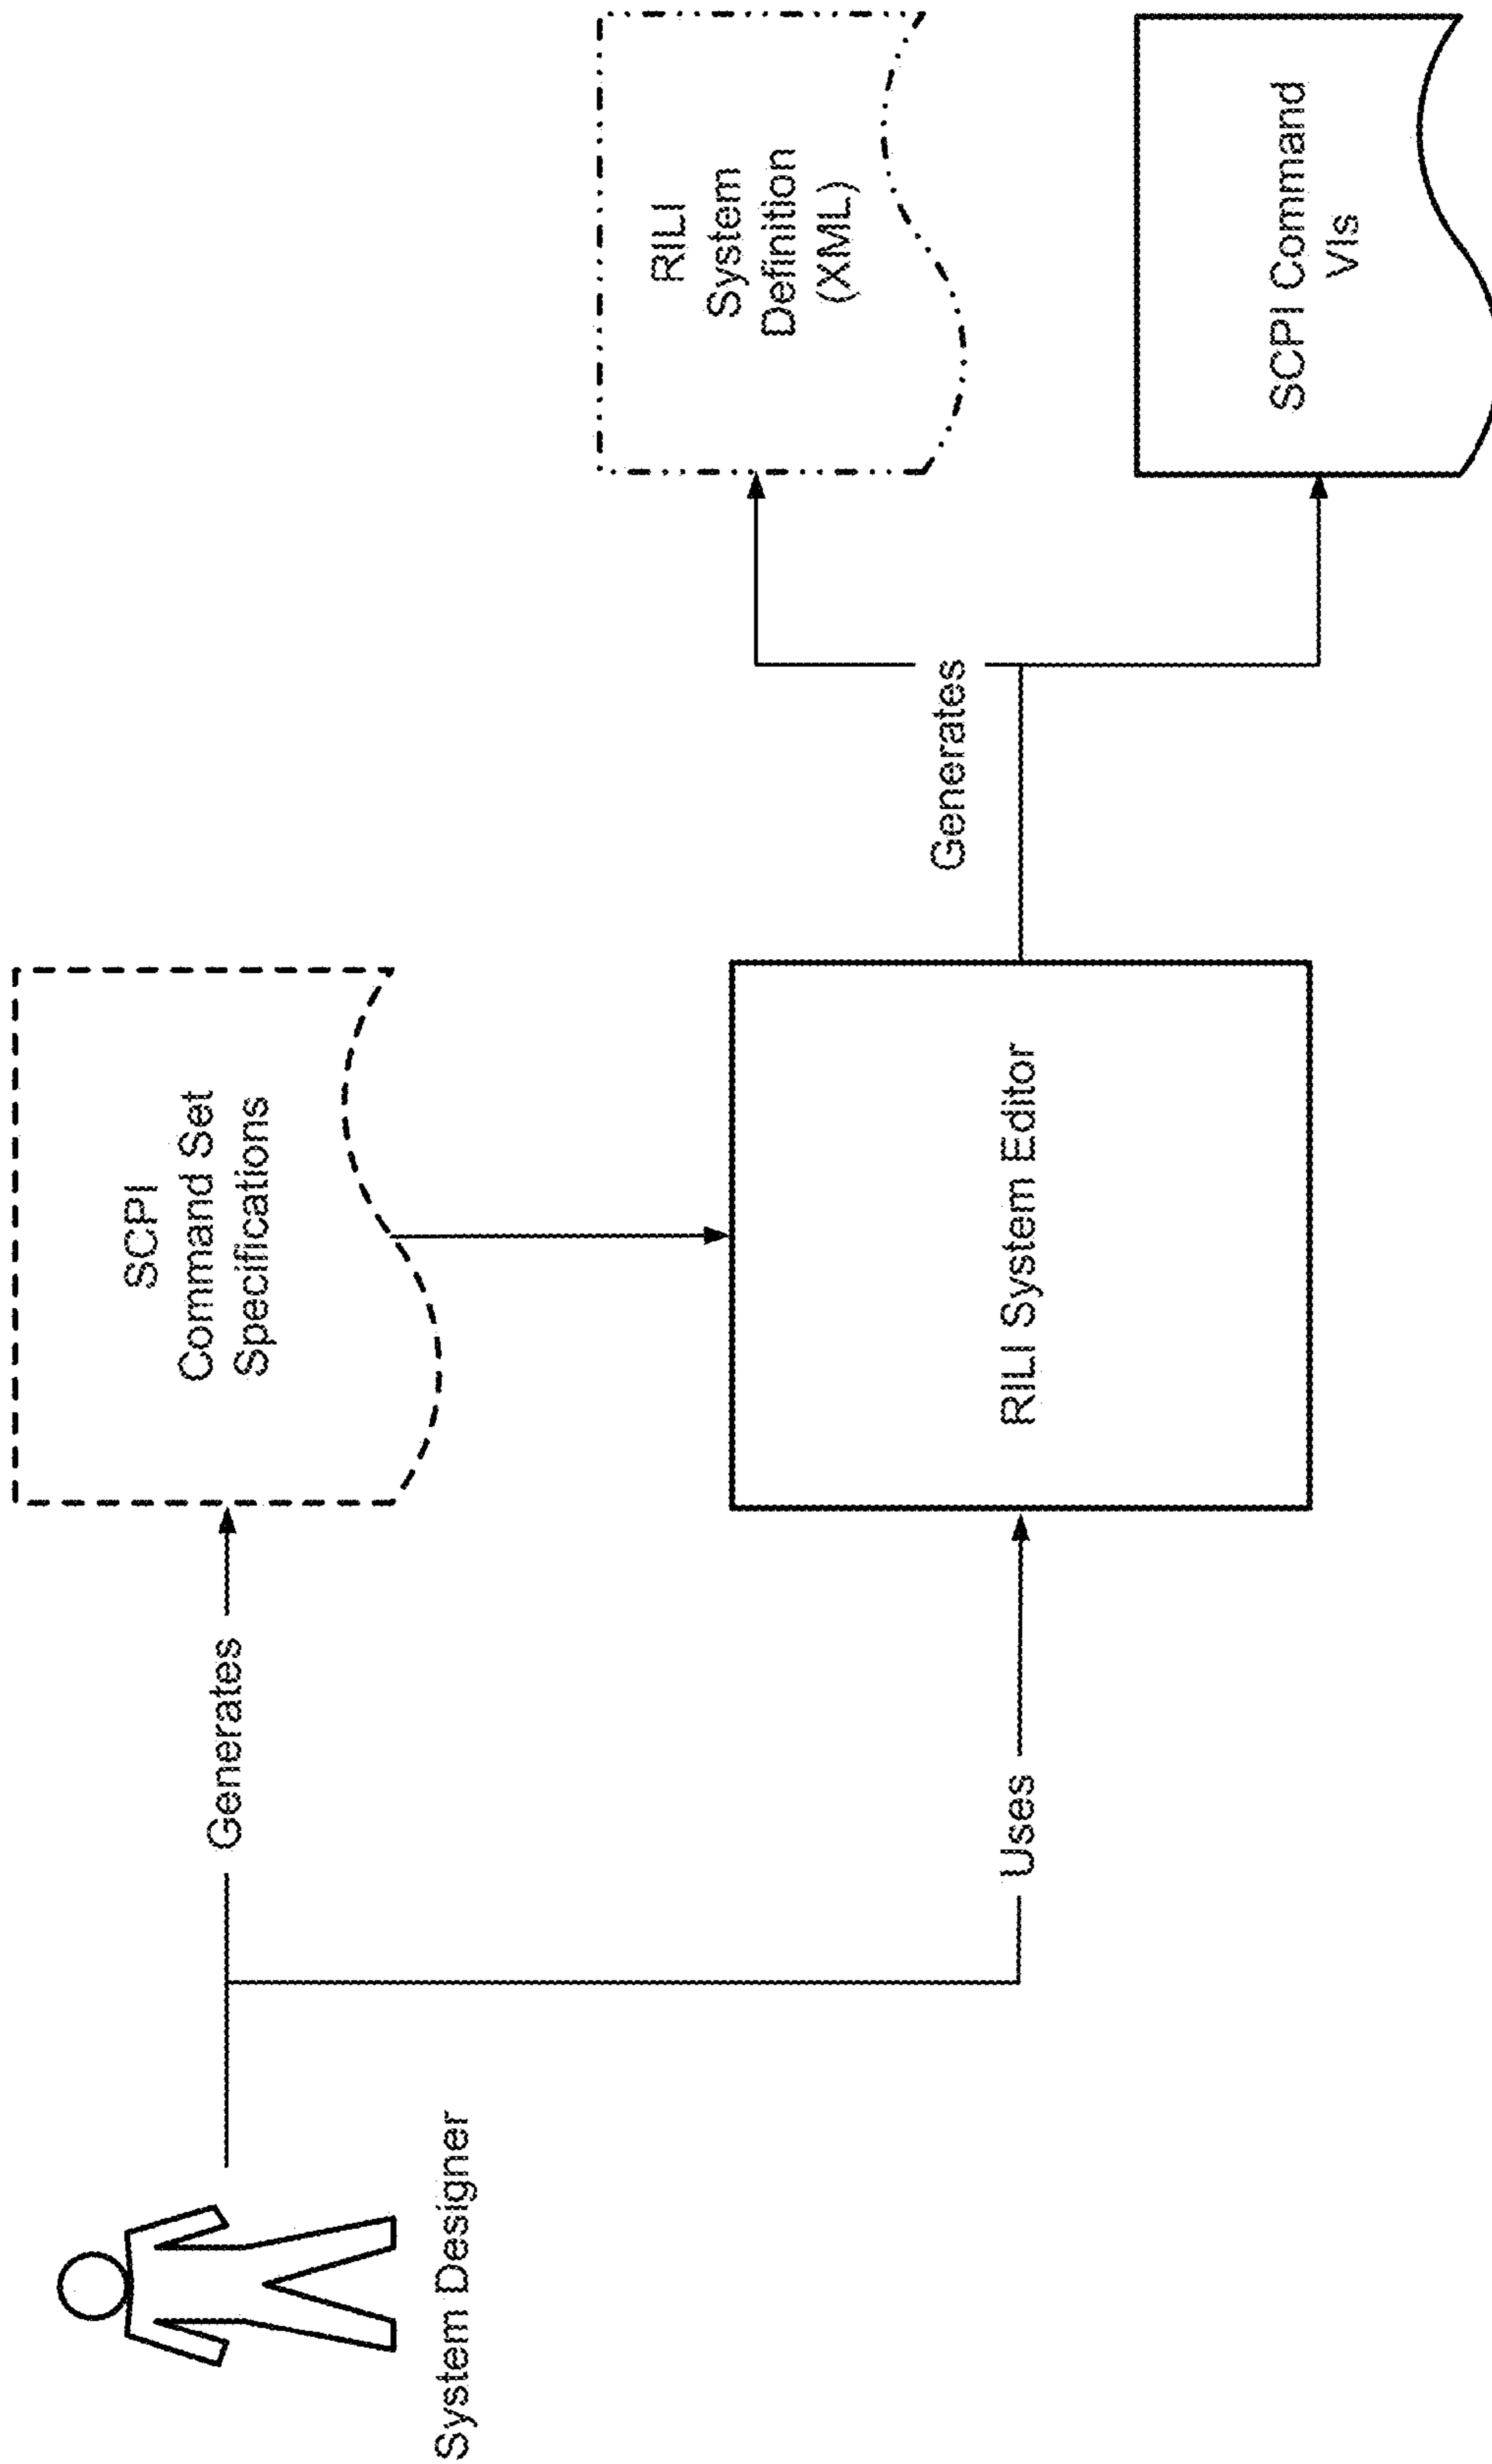 System Designer
Generates
SCPI
Command Set
Specifications
Uses
RILI System Editor
Generates
RILI
System
Definition
(XML)
SCPI Command
VIs